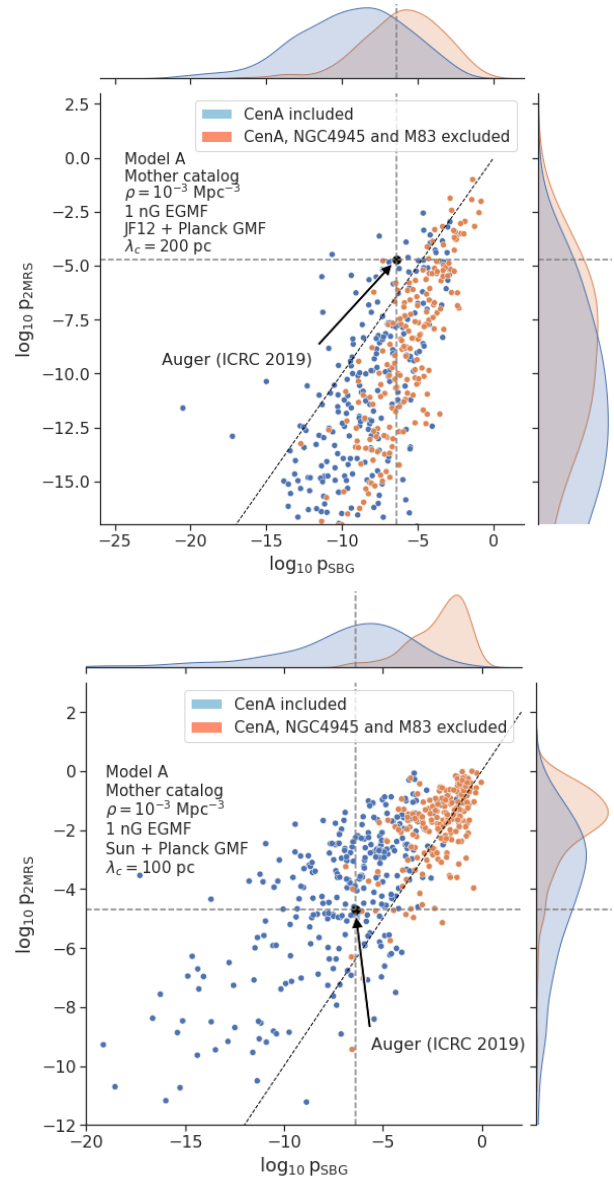 2.5
0.0
−2.5
−5.0
−7.5
−10.0
−12.5
−15.0
log₁₀ p₂MRS
CenA included
CenA, NGC4945 and M83 excluded
Model A
Mother catalog
ρ = 10⁻³ Mpc⁻³
1 nG EGMF
JF12 + Planck GMF
λ_c = 200 pc
Auger (ICRC 2019)
−25 −20 −15 −10 −5 0
log₁₀ p_SBG
2
0
−2
−4
−6
−8
−10
−12
log₁₀ p₂MRS
CenA included
CenA, NGC4945 and M83 excluded
Model A
Mother catalog
ρ = 10⁻³ Mpc⁻³
1 nG EGMF
Sun + Planck GMF
λ_c = 100 pc
Auger (ICRC 2019)
−20 −15 −10 −5 0
log₁₀ p_SBG